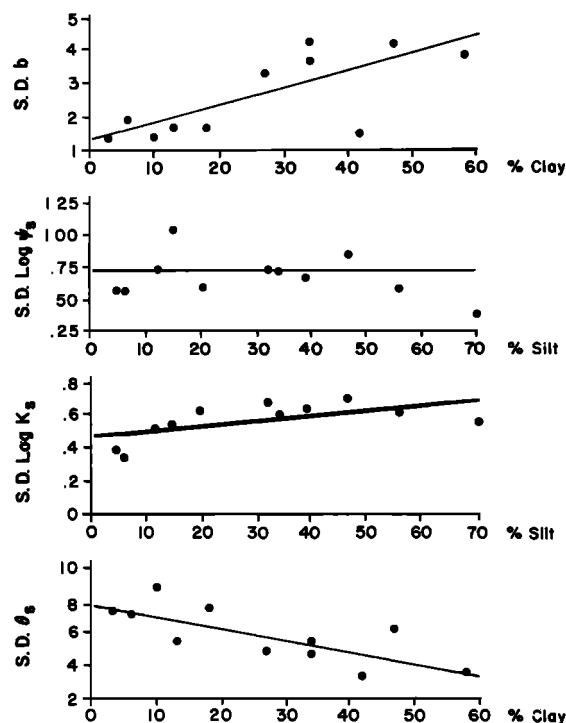 S.D. b
5
4
3
2
1
0 10 20 30 40 50 60 % Clay
S.D. Log ψs
1 25
1 00
.75
.50
.25
0 10 20 30 40 50 60 70 % Silt
S.D. Log Ks
.8
.6
.4
.2
0
0 10 20 30 40 50 60 70 % Silt
S.D. θs
10
8
6
4
2
0 10 20 30 40 50 60 % Clay